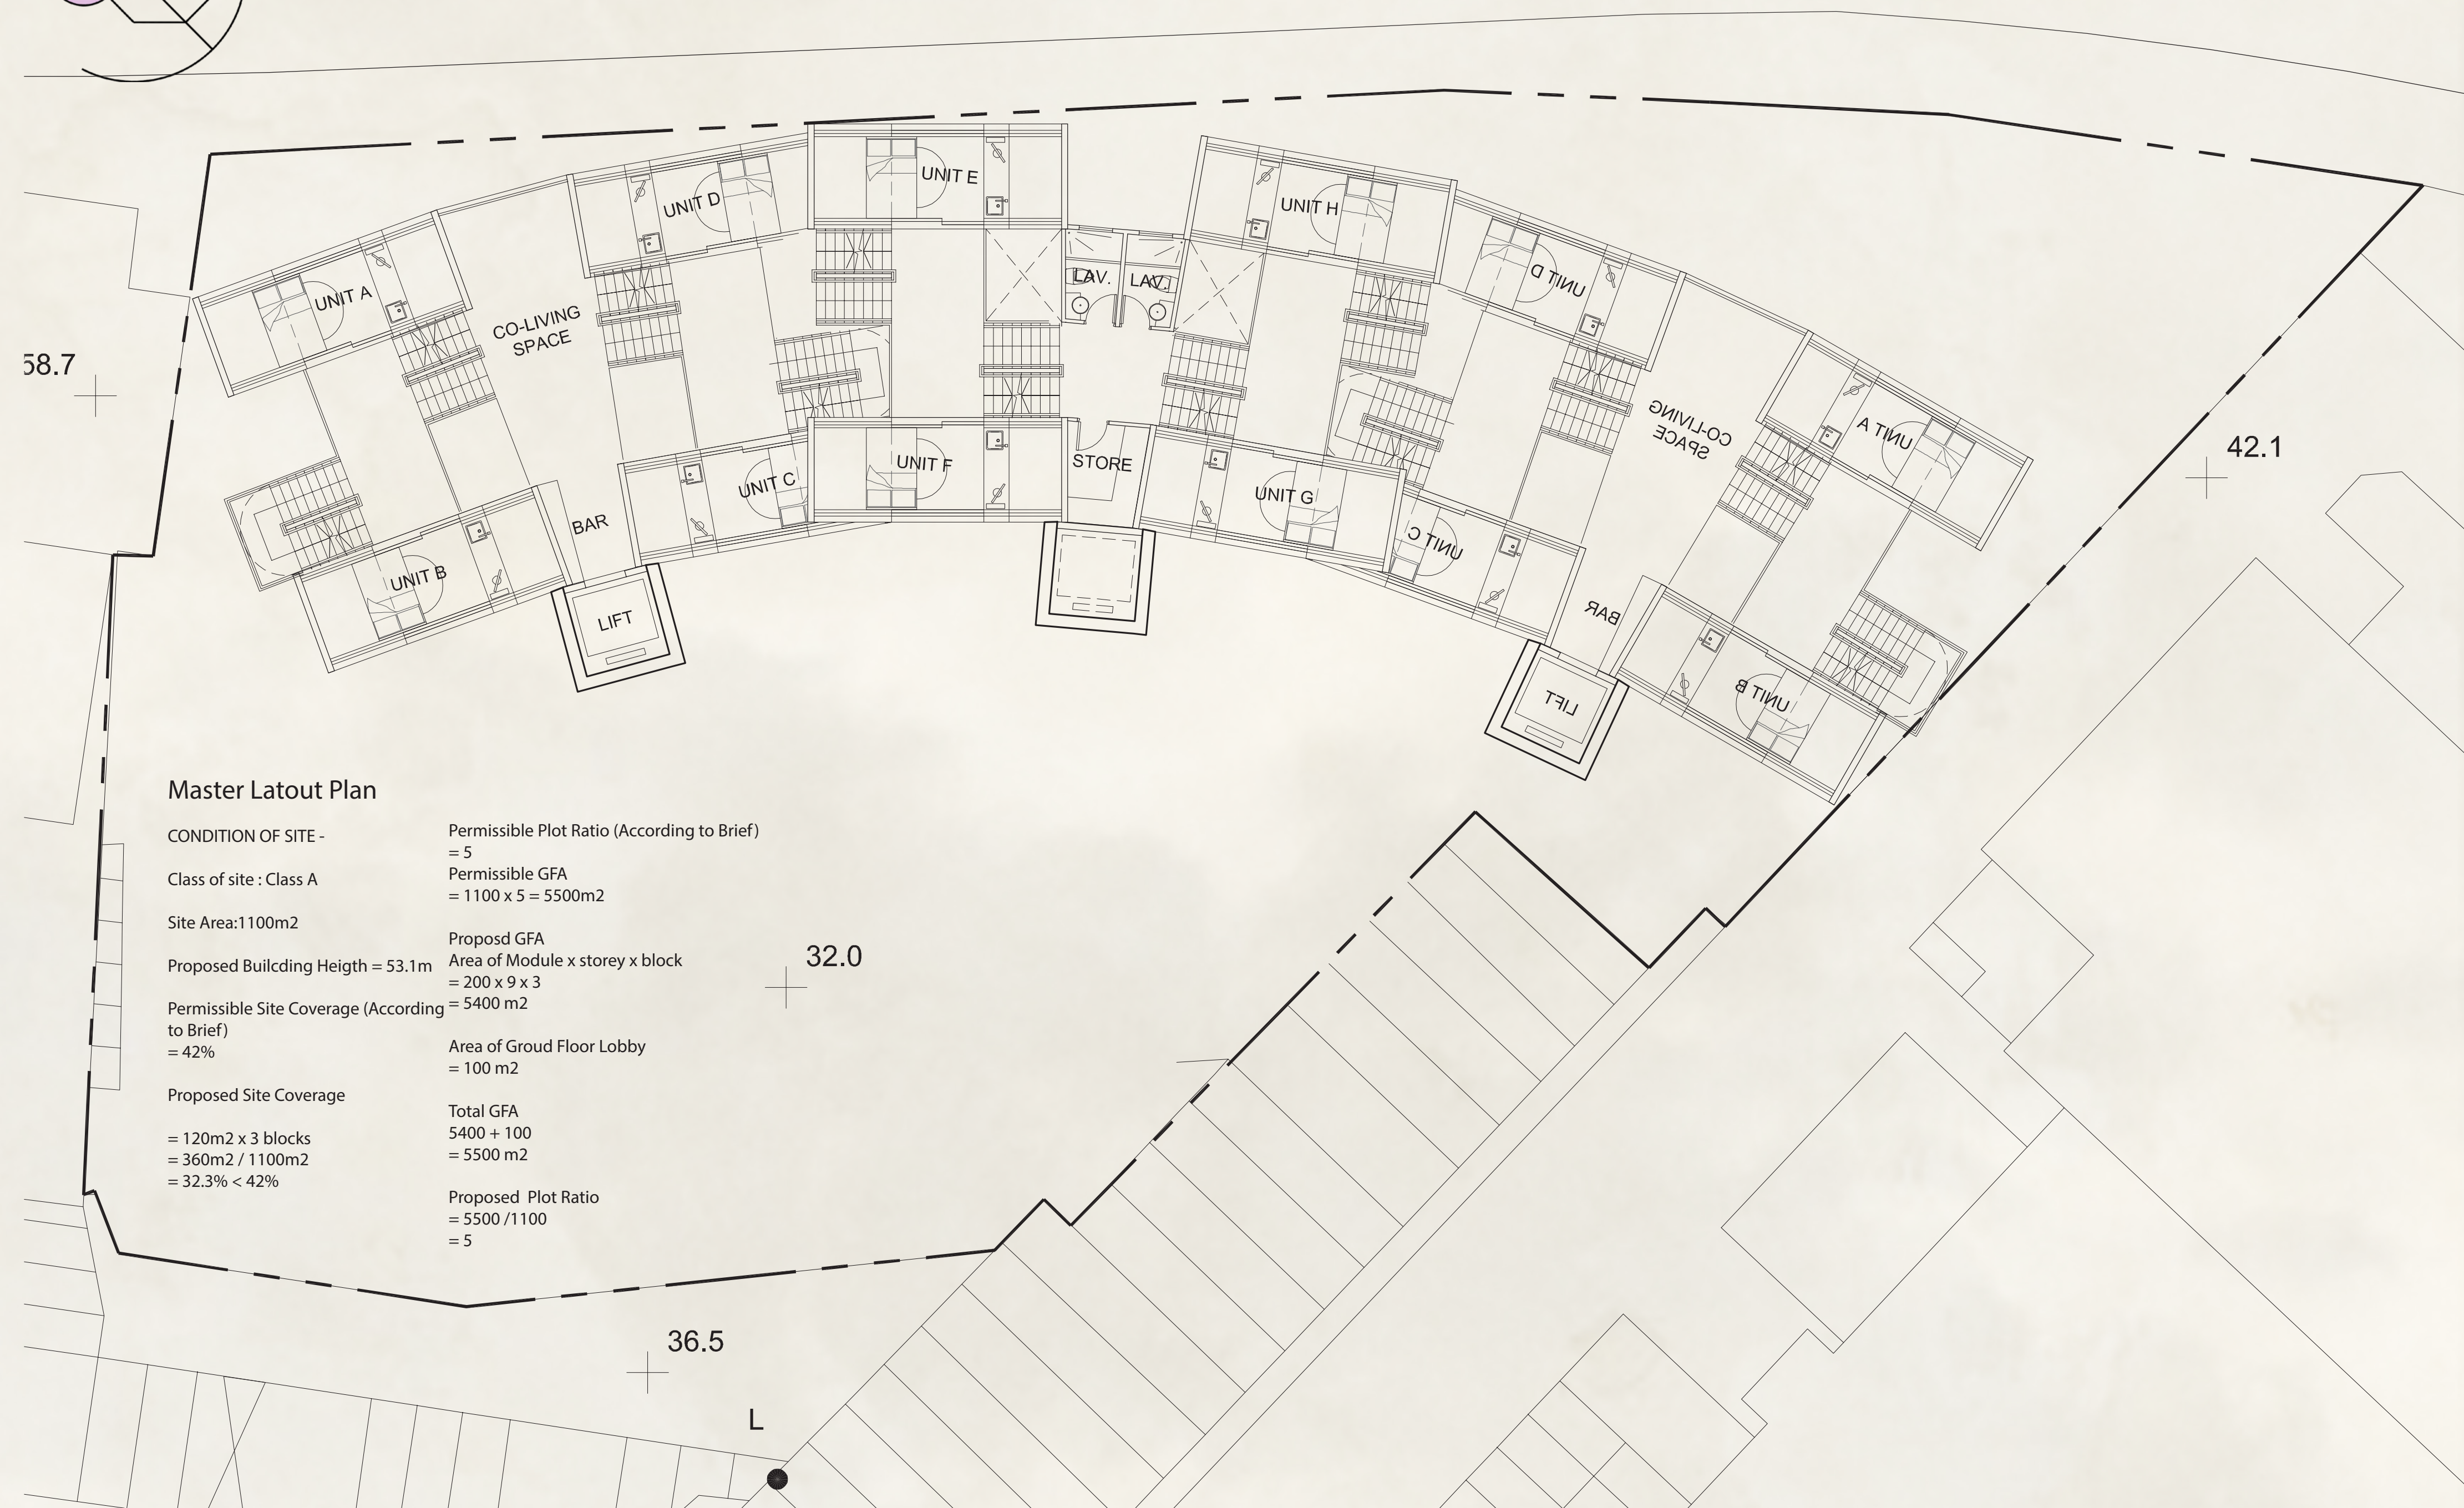 UNIT E
UNIT D
UNIT H
UNIT A
LAV.
LAV.
UNIT D
CO-LIVING
SPACE
58.7
CO-LIVING
SPACE
UNIT A
42.1
UNIT F
STORE
UNIT C
UNIT G
BAR
UNIT C
UNIT B
LIFT
BAR
UNIT B
LIFT
Master Latout Plan
CONDITION OF SITE -
Class of site : Class A
Site Area:1100m2
Proposed Builcding Heigth = 53.1m
Permissible Site Coverage (According
to Brief)
= 42%
Proposed Site Coverage
= 120m2 x 3 blocks
= 360m2 / 1100m2
= 32.3% < 42%
Permissible Plot Ratio (According to Brief)
= 5
Permissible GFA
= 1100 x 5 = 5500m2
Proposd GFA
Area of Module x storey x block
= 200 x 9 x 3
= 5400 m2
Area of Groud Floor Lobby
= 100 m2
Total GFA
5400 + 100
= 5500 m2
Proposed Plot Ratio
= 5500 /1100
= 5
32.0
36.5
L